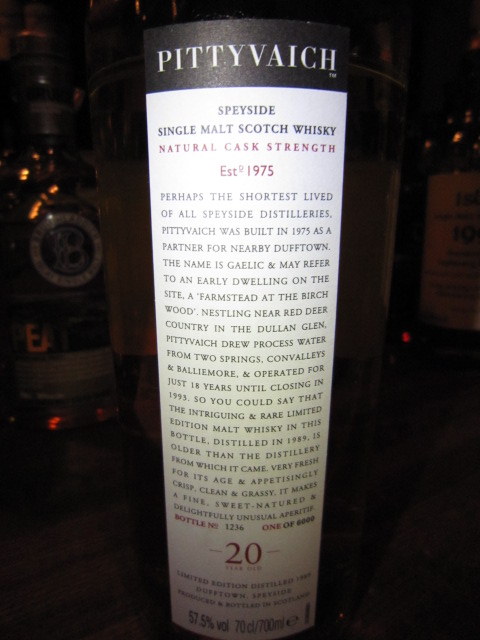 PITTYVAICH
TM
SPEYSIDE
SINGLE MALT SCOTCH WHISKY
NATURAL CASK STRENGTH
Estº 1975
PERHAPS THE SHORTEST LIVED
OF ALL SPEYSIDE DISTILLERIES,
PITTYVAICH WAS BUILT IN 1975 AS A
PARTNER FOR NEARBY DUFFTOWN.
THE NAME IS GAELIC & MAY REFER
TO AN EARLY DWELLING ON THE
SITE, A 'FARMSTEAD AT THE BIRCH
WOOD'. NESTLING NEAR RED DEER
COUNTRY IN THE DULLAN GLEN,
PITTYVAICH DREW PROCESS WATER
FROM TWO SPRINGS, CONVALLEYS
& BALLIEMORE, & OPERATED FOR
JUST 18 YEARS UNTIL CLOSING IN
1993. SO YOU COULD SAY THAT
THE INTRIGUING & RARE LIMITED
EDITION MALT WHISKY IN THIS
BOTTLE, DISTILLED IN 1989, IS
OLDER THAN THE DISTILLERY
FROM WHICH IT CAME. VERY FRESH
FOR ITS AGE & APPETISINGLY
CRISP, CLEAN & GRASSY, IT MAKES
A FINE, SWEET-NATURED &
DELIGHTFULLY UNUSUAL APERITIF.
BOTTLE Nº 1236 ONE OF 6000
20
YEAR OLD
LIMITED EDITION DISTILLED 1989
DUFFTOWN, SPEYSIDE
PRODUCED & BOTTLED IN SCOTLAND
57.5% vol 70 cl/700ml e